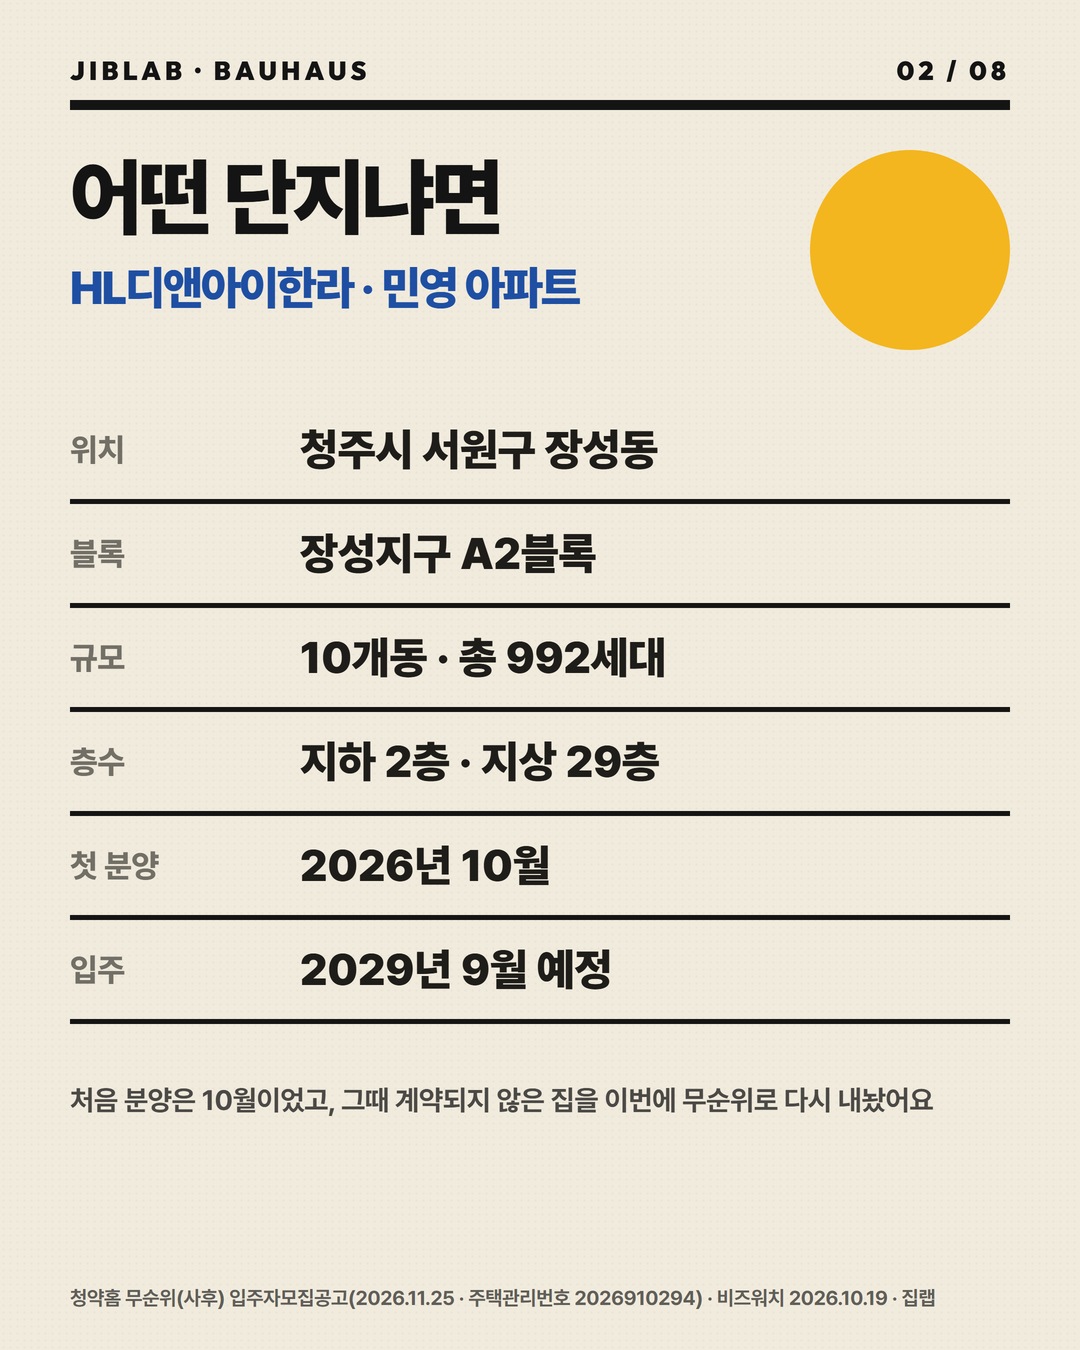 JIBLAB · BAUHAUS
02 / 08
어떤 단지냐면
HL디앤아이한라 · 민영 아파트
위치 청주시 서원구 장성동
블록 장성지구 A2블록
규모 10개동 · 총 992세대
층수 지하 2층 · 지상 29층
첫 분양 2026년 10월
입주 2029년 9월 예정
처음 분양은 10월이었고, 그때 계약되지 않은 집을 이번에 무순위로 다시 내놨어요
청약홈 무순위(사후) 입주자모집공고(2026.11.25 · 주택관리번호 2026910294) · 비즈워치 2026.10.19 · 집랩